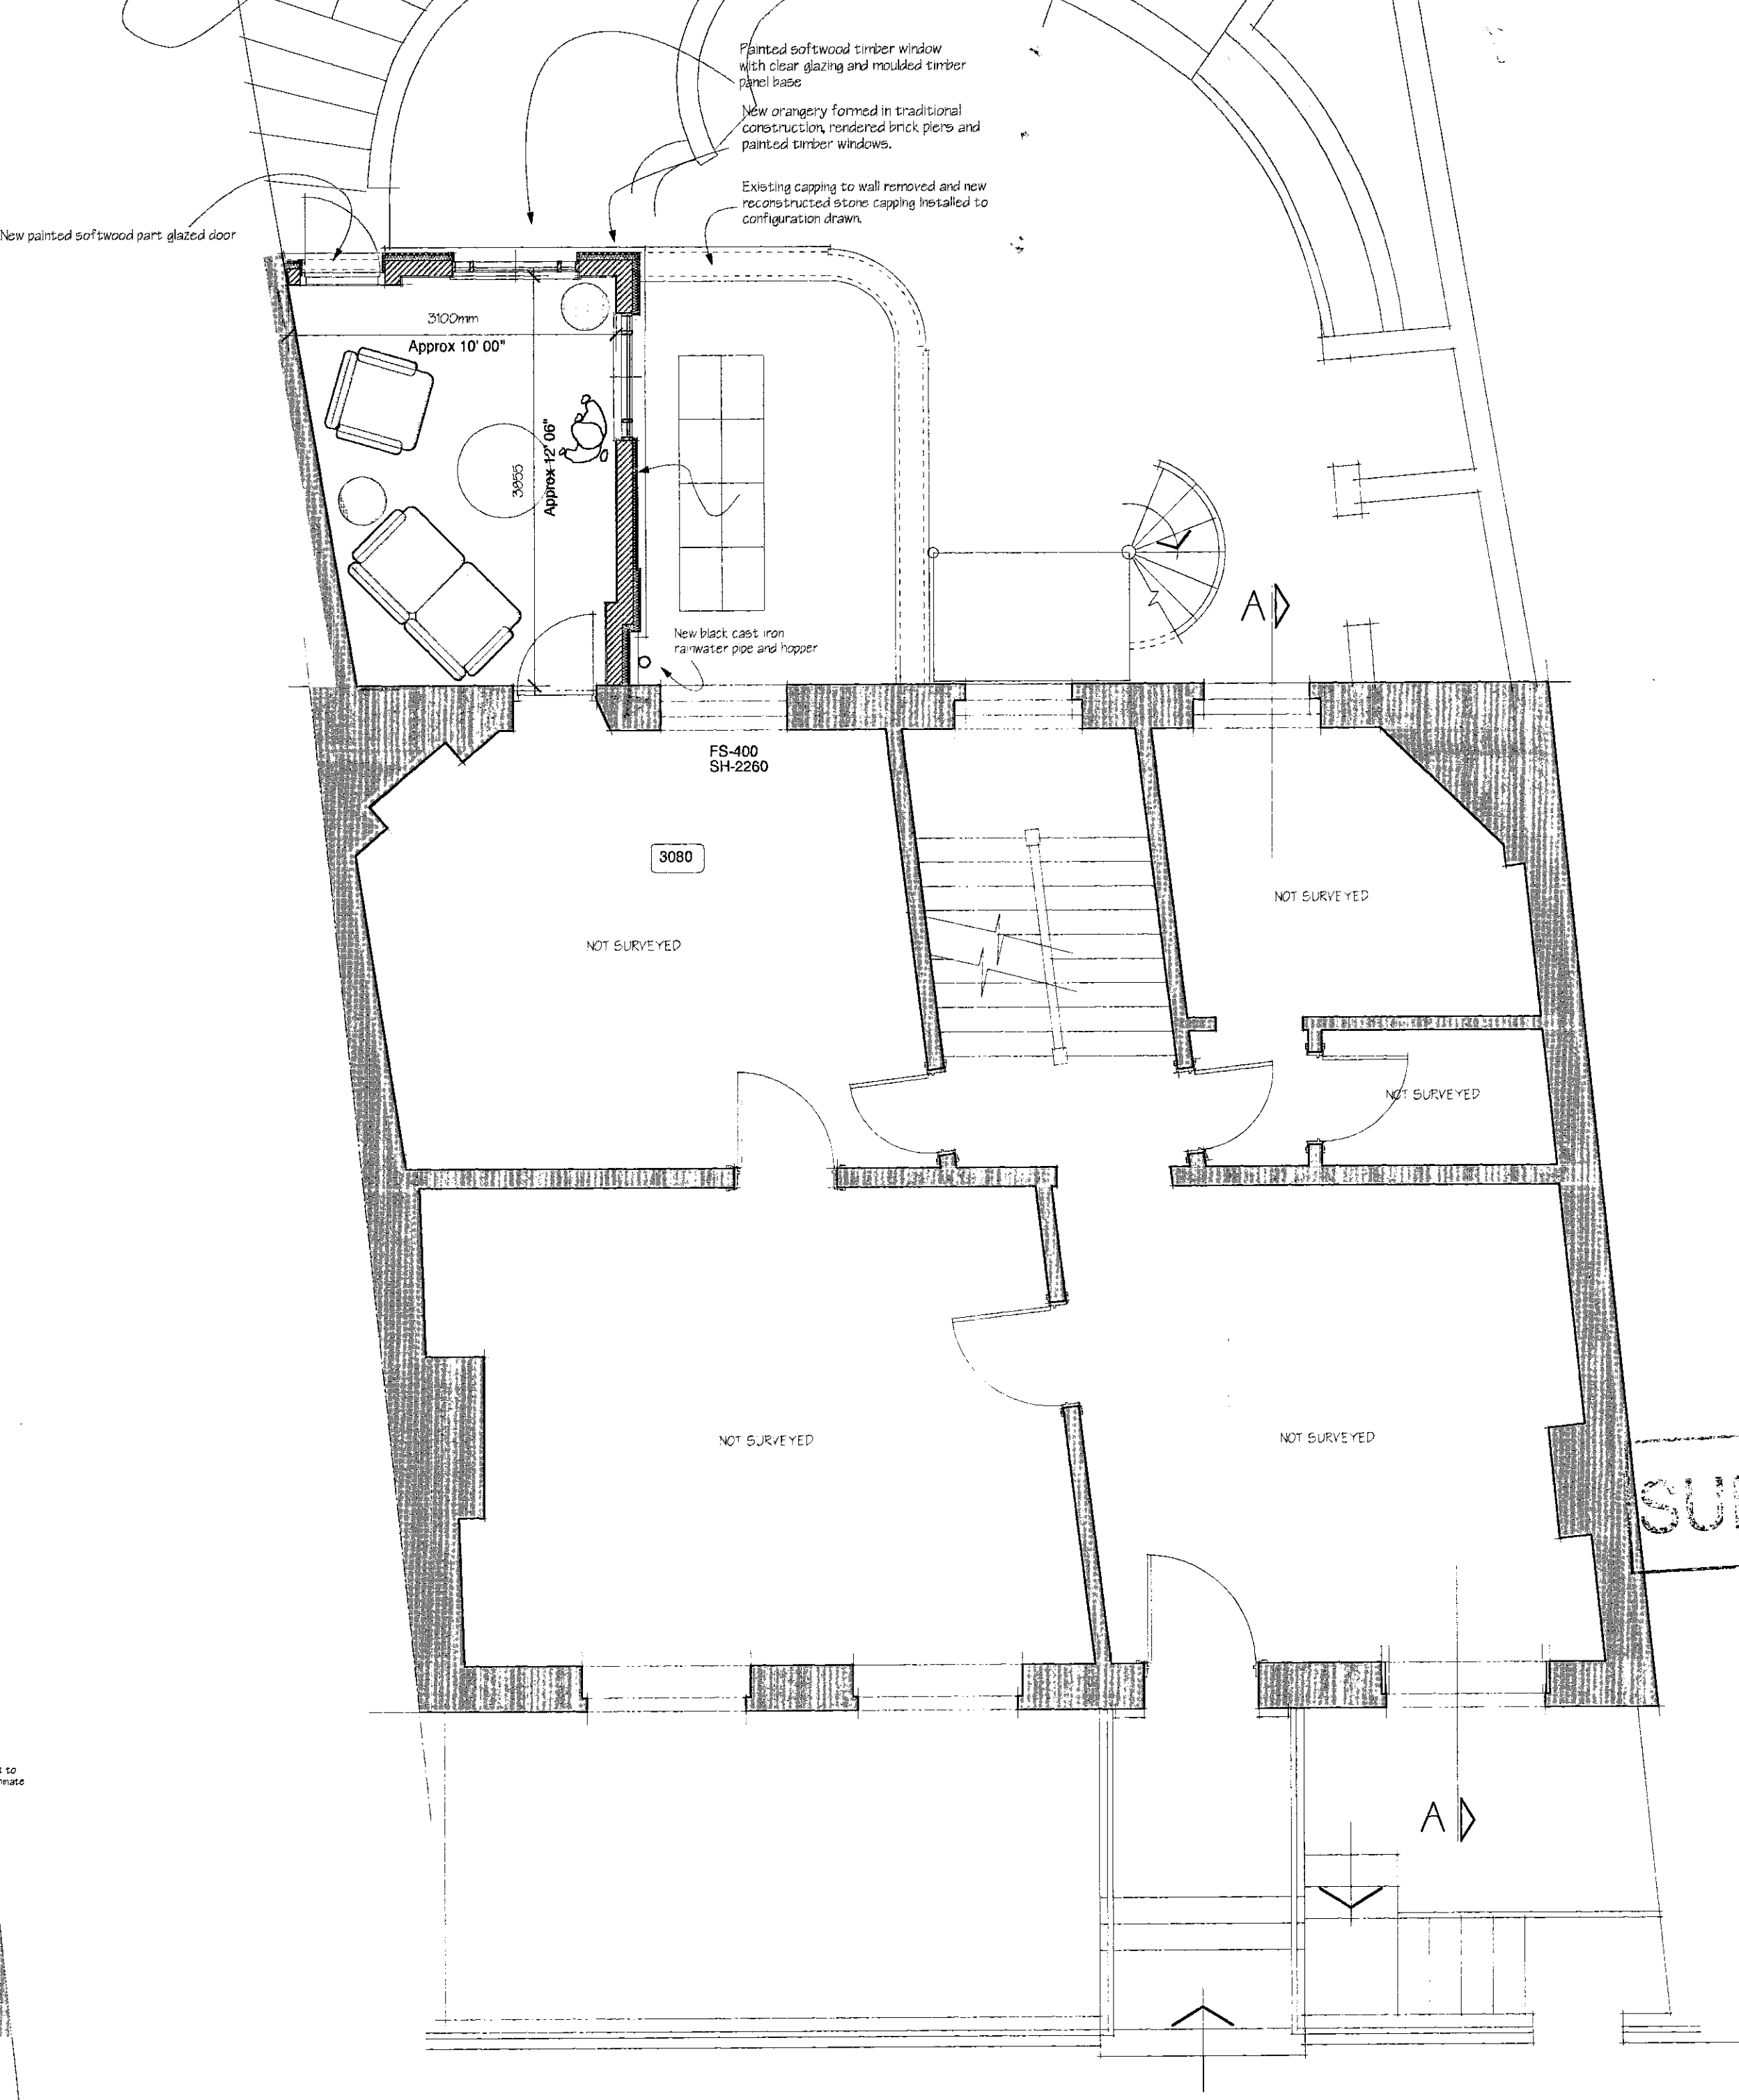 Painted softwood timber window
with clear glazing and moulded timber
panel base
New orangery formed in traditional
construction, rendered brick piers and
painted timber windows.
Existing capping to wall removed and new
reconstructed stone capping installed to
configuration drawn.
New painted softwood part glazed door
3100mm
Approx 10' 00"
3855
Approx 12' 06"
New black cast iron
rainwater pipe and hopper
A
FS-400
SH-2260
3080
NOT SURVEYED
NOT SURVEYED
NOT SURVEYED
NOT SURVEYED
NOT SURVEYED
A
to